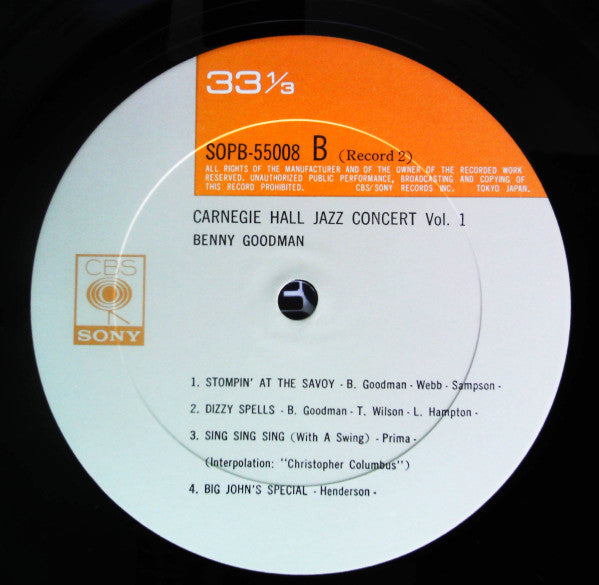 33 1/3
SOPB-55008 B (Record 2)
ALL RIGHTS OF THE MANUFACTURER AND OF THE OWNER OF THE RECORDED WORK
RESERVED. UNAUTHORIZED PUBLIC PERFORMANCE, BROADCASTING AND COPYING OF
THIS RECORD PROHIBITED. CBS/SONY RECORDS INC. TOKYO JAPAN.
CARNEGIE HALL JAZZ CONCERT Vol. 1
BENNY GOODMAN
CBS
SONY
1. STOMPIN' AT THE SAVOY - B. Goodman - Webb - Sampson -
2. DIZZY SPELLS - B. Goodman - T. Wilson - L. Hampton -
3. SING SING SING (With A Swing) - Prima -
(Interpolation: "Christopher Columbus")
4. BIG JOHN'S SPECIAL - Henderson -